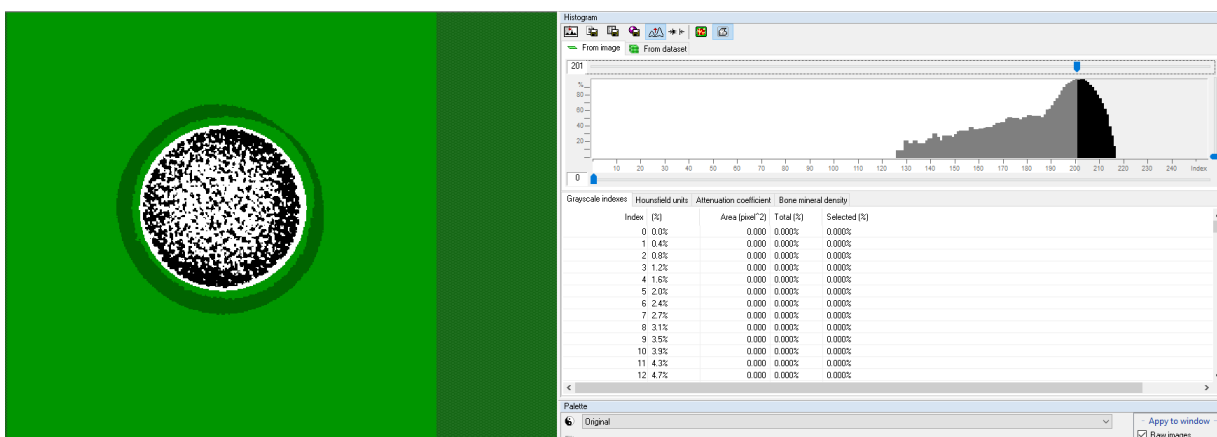 Histogram
From image From dataset
201
%
80
60
40
20
10 20 30 40 50 60 70 80 90 100 110 120 130 140 150 160 170 180 190 200 210 220 230 240 Index
0
Grayscale indexes Hounsfield units Attenuation coefficient Bone mineral density
Index (%) Area (pixel^2) Total (%) Selected (%)
0 0.0% 0.000 0.000% 0.000%
1 0.4% 0.000 0.000% 0.000%
2 0.8% 0.000 0.000% 0.000%
3 1.2% 0.000 0.000% 0.000%
4 1.6% 0.000 0.000% 0.000%
5 2.0% 0.000 0.000% 0.000%
6 2.4% 0.000 0.000% 0.000%
7 2.7% 0.000 0.000% 0.000%
8 3.1% 0.000 0.000% 0.000%
9 3.5% 0.000 0.000% 0.000%
10 3.9% 0.000 0.000% 0.000%
11 4.3% 0.000 0.000% 0.000%
12 4.7% 0.000 0.000% 0.000%
Palette
Original
Appy to window
Raw images